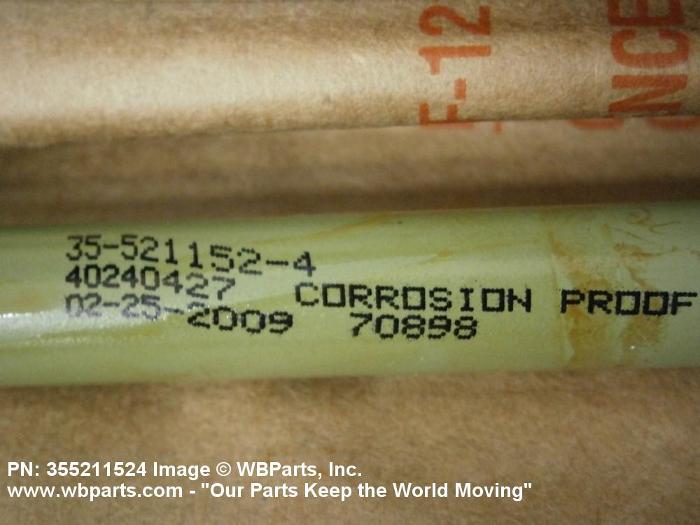 F-12
NCE
35-521152-4
40240427
02-25-2009
CORROSION PROOF
70898
PN: 355211524 Image © WBParts, Inc.
www.wbparts.com - "Our Parts Keep the World Moving"